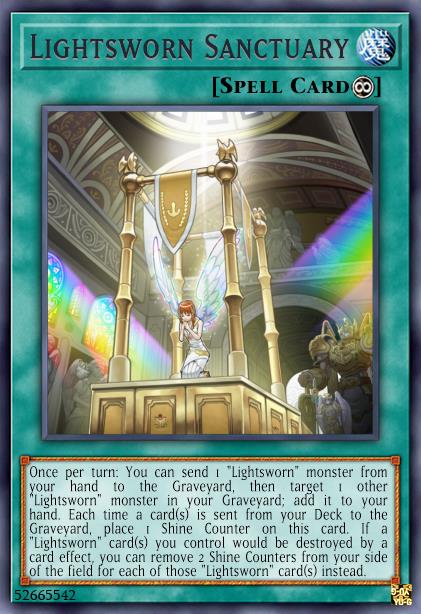 LIGHTSWORN SANCTUARY
魔
[SPELL CARD∞]
Once per turn: You can send 1 "Lightsworn" monster from
your hand to the Graveyard, then target 1 other
"Lightsworn" monster in your Graveyard; add it to your
hand. Each time a card(s) is sent from your Deck to the
Graveyard, place 1 Shine Counter on this card. If a
"Lightsworn" card(s) you control would be destroyed by a
card effect, you can remove 2 Shine Counters from your side
of the field for each of those "Lightsworn" card(s) instead.
52665542